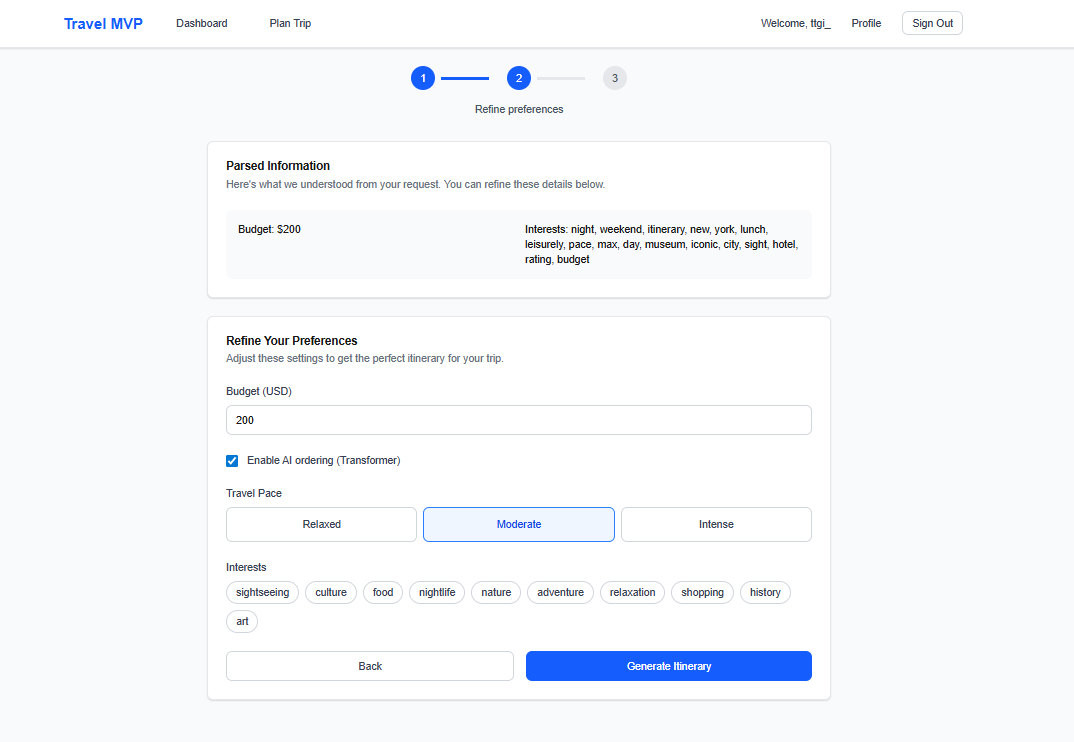 Travel MVP Dashboard Plan Trip Welcome, ttgi_ Profile Sign Out
1 2 3
Refine preferences
Parsed Information
Here's what we understood from your request. You can refine these details below.
Budget: $200
Interests: night, weekend, itinerary, new, york, lunch,
leisurely, pace, max, day, museum, iconic, city, sight, hotel,
rating, budget
Refine Your Preferences
Adjust these settings to get the perfect itinerary for your trip.
Budget (USD)
200
Enable AI ordering (Transformer)
Travel Pace
Relaxed Moderate Intense
Interests
sightseeing culture food nightlife nature adventure relaxation shopping history
art
Back Generate Itinerary